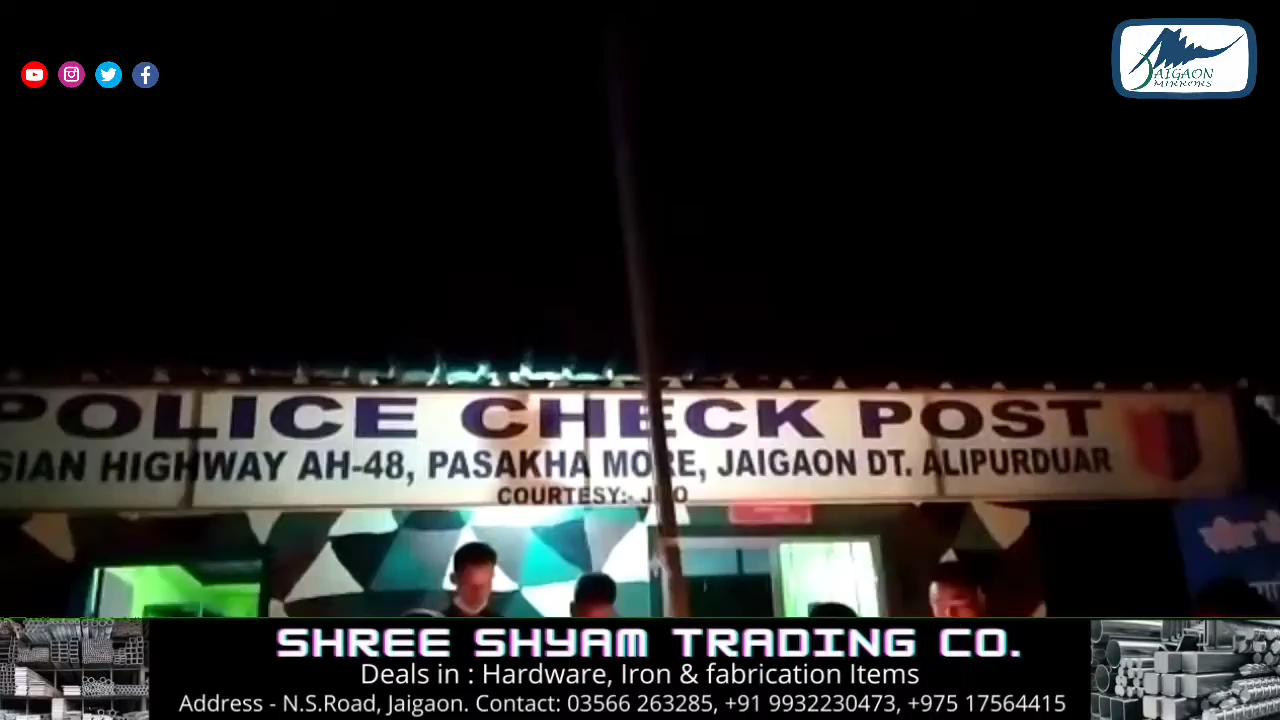 JAIGAON
MIRRORS
POLICE CHECK POST
SIAN HIGHWAY AH-48, PASAKHA MORE, JAIGAON DT. ALIPURDUAR
COURTESY:-
SHREE SHYAM TRADING CO.
Deals in : Hardware, Iron & fabrication Items
Address - N.S.Road, Jaigaon. Contact: 03566 263285, +91 9932230473, +975 17564415